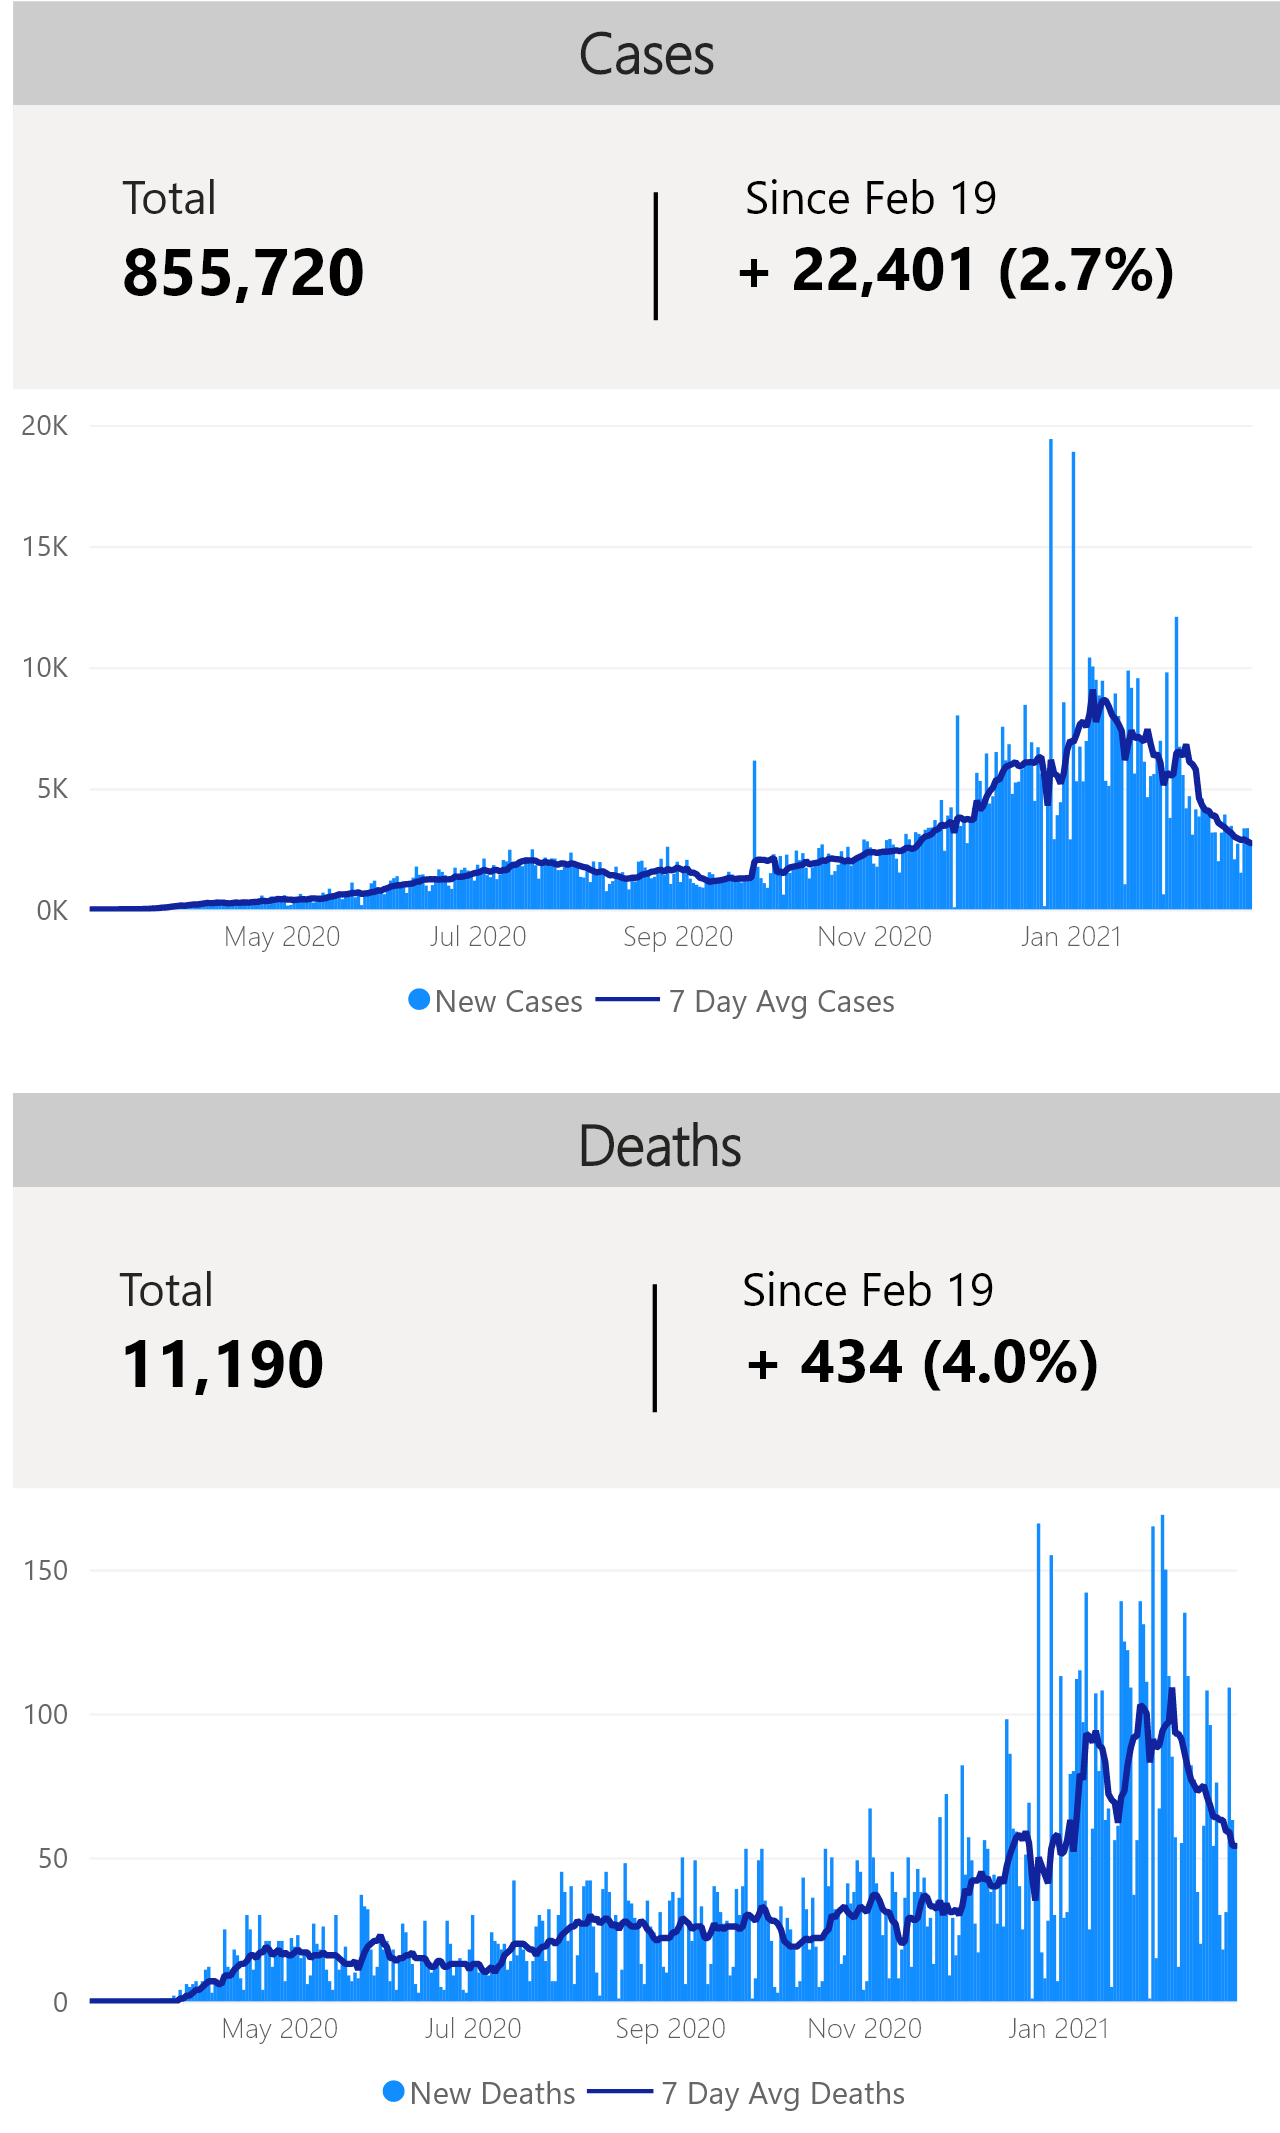 Cases
Total
855,720
Since Feb 19
+ 22,401 (2.7%)
20K
15K
10K
5K
0K
May 2020 Jul 2020 Sep 2020 Nov 2020 Jan 2021
New Cases 7 Day Avg Cases
Deaths
Total
11,190
Since Feb 19
+ 434 (4.0%)
150
100
50
0
May 2020 Jul 2020 Sep 2020 Nov 2020 Jan 2021
New Deaths 7 Day Avg Deaths